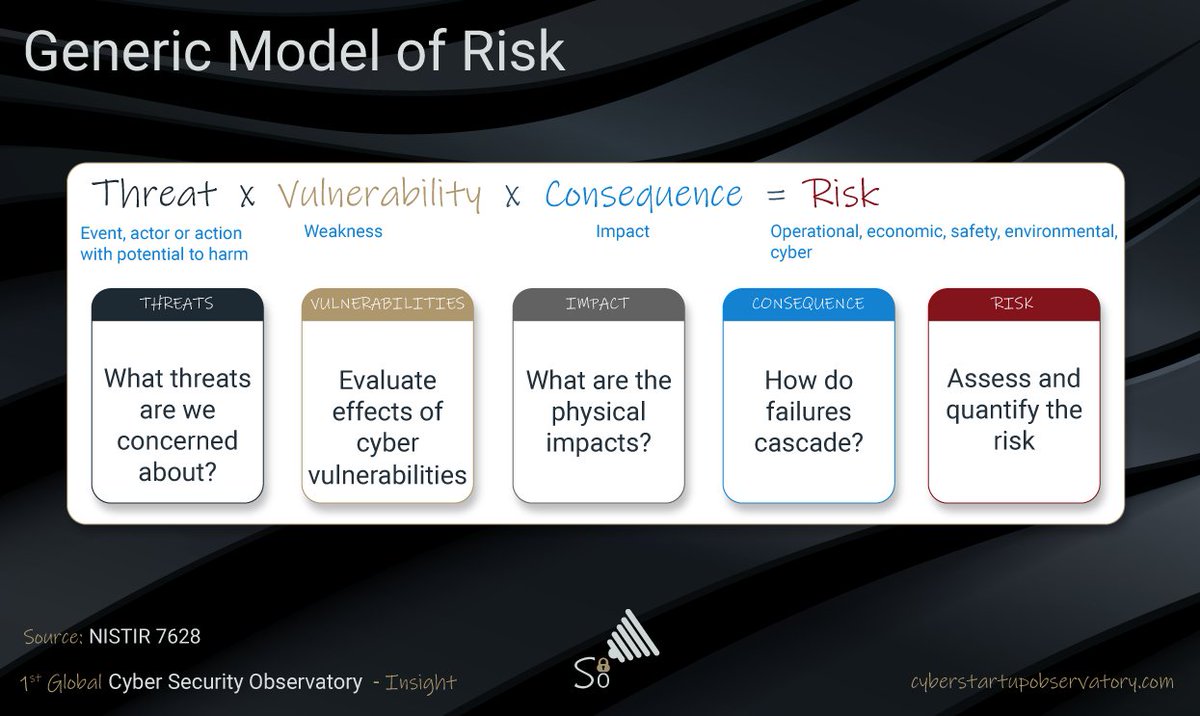 Generic Model of Risk
Threat x Vulnerability x Consequence = Risk
Event, actor or action
with potential to harm
Weakness
Impact
Operational, economic, safety, environmental,
cyber
THREATS
What threats
are we
concerned
about?
VULNERABILITIES
Evaluate
effects of
cyber
vulnerabilities
IMPACT
What are the
physical
impacts?
CONSEQUENCE
How do
failures
cascade?
RISK
Assess and
quantify the
risk
Source: NISTIR 7628
1st Global Cyber Security Observatory - Insight
So
cyberstartupobservatory.com